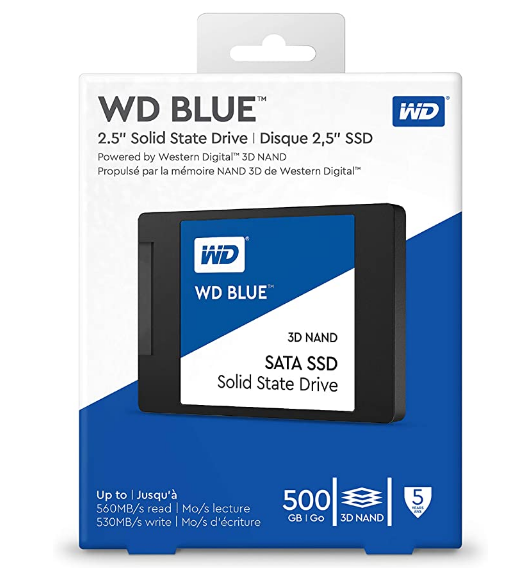 WD BLUE™
WD®
2.5" Solid State Drive | Disque 2,5" SSD
Powered by Western Digital™ 3D NAND
Propulsé par la mémoire NAND 3D de Western Digital™
WD®
WD BLUE™
3D NAND
SATA SSD
Solid State Drive
Up to | Jusqu'à
560MB/s read | Mo/s lecture
530MB/s write | Mo/s d'écriture
500
GB | Go
3D NAND
5
YEARS
ANS